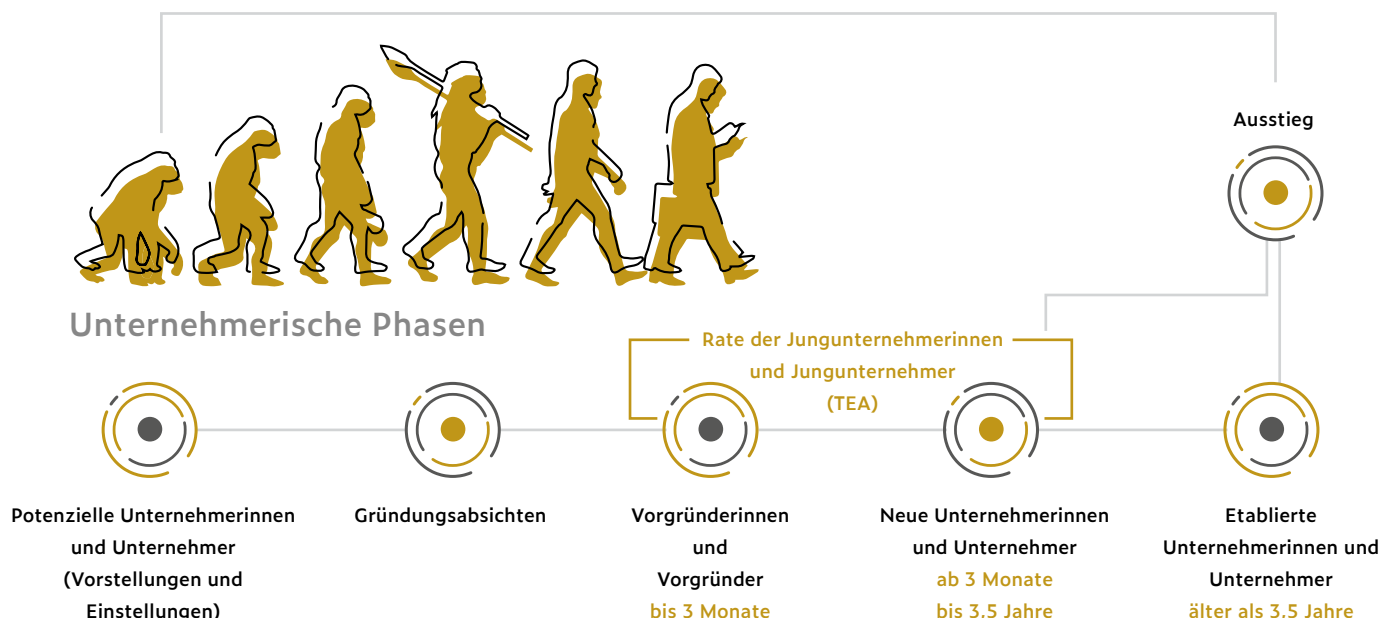 Ausstieg
Unternehmerische Phasen
Rate der Jungunternehmerinnen
und Jungunternehmer
(TEA)
Potenzielle Unternehmerinnen
und Unternehmer
(Vorstellungen und
Einstellungen)
Gründungsabsichten
Vorgründerinnen
und
Vorgründer
bis 3 Monate
Neue Unternehmerinnen
und Unternehmer
ab 3 Monate
bis 3,5 Jahre
Etablierte
Unternehmerinnen und
Unternehmer
älter als 3,5 Jahre